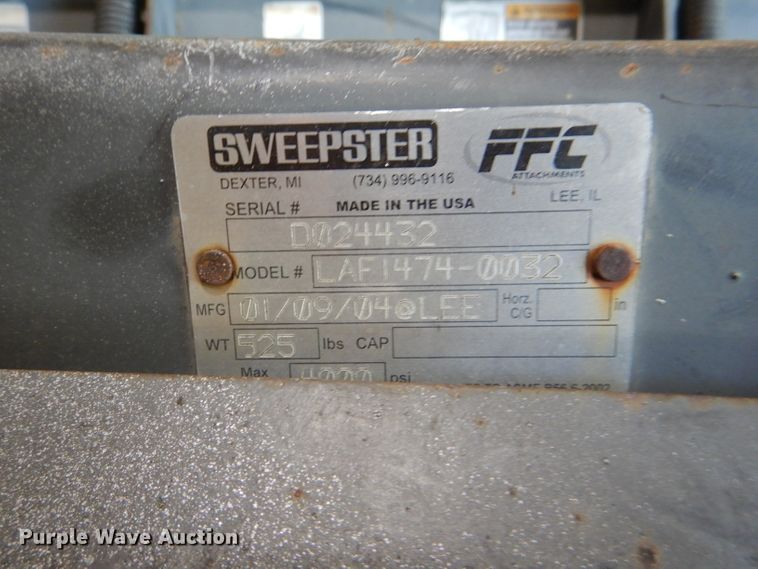 SWEEPSTER FFC
ATTACHMENTS
DEXTER, MI (734) 996-9116 LEE, IL
SERIAL # MADE IN THE USA
D024432
MODEL # LAF1474-0032
MFG 01/09/04@LEE Horz. C/G in
WT 525 lbs CAP
Max 4000 psi
Purple Wave Auction